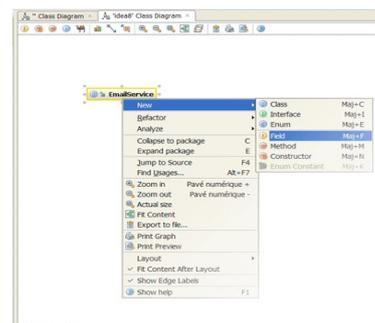 " Class Diagram × "idea8" Class Diagram ×
EmailService
New
Refactor
Analyze
Collapse to package C
Expand package E
Jump to Source F4
Find Usages... Alt+F7
Zoom in Pavé numérique +
Zoom out Pavé numérique -
Actual size
Fit Content
Export to file...
Print Graph
Print Preview
Layout
Fit Content After Layout
Show Edge Labels
Show help F1
Class Maj+C
Interface Maj+I
Enum Maj+E
Field Maj+F
Method Maj+M
Constructor Maj+N
Enum Constant Maj+K